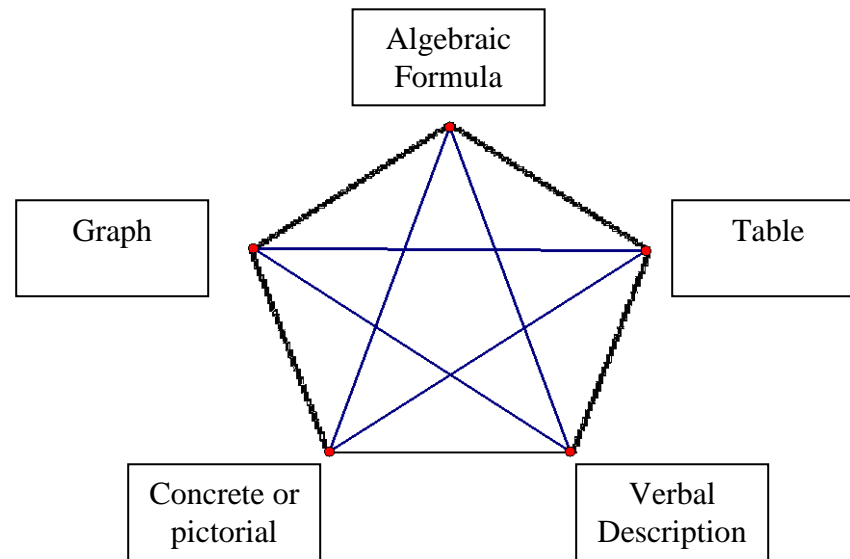 Algebraic
Formula
Graph
Table
Concrete or
pictorial
Verbal
Description